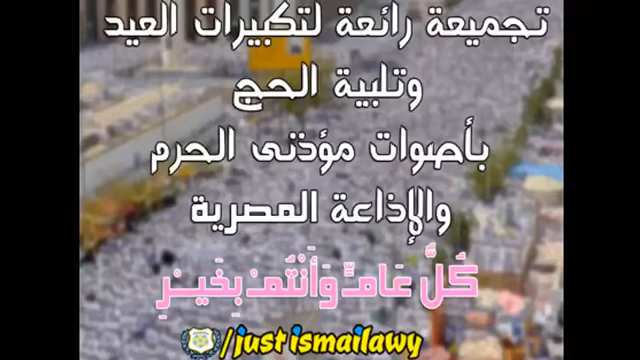 تجميعة رائعة لتكبيرات العيد
وتلبية الحج
بأصوات مؤذنى الحرم
والإذاعة المصرية
كُلُّ عَامٍ وَأَنْتُمْ بِخَيْرِ
/just ismailawy